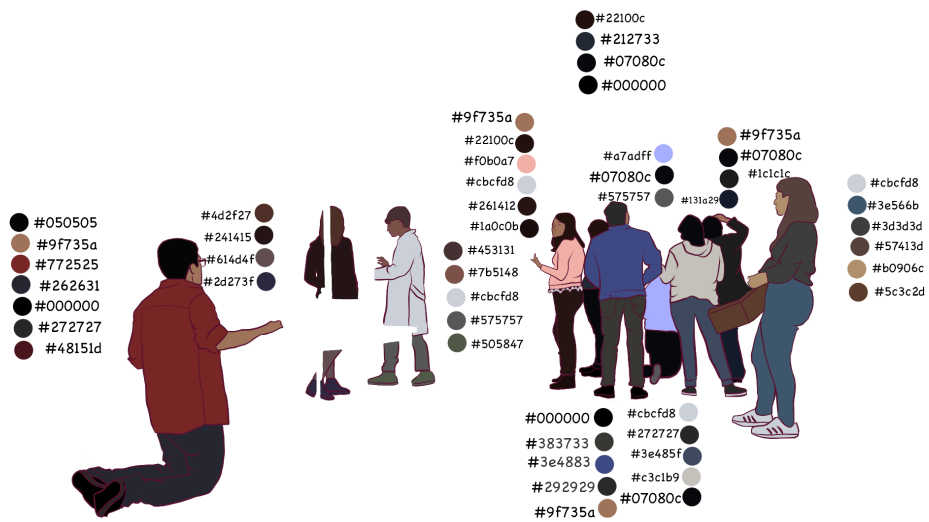 #22100c
#212733
#07080c
#000000
#9f735a
#22100c
#f0b0a7
#cbcfd8
#261412
#1a0c0b
#a7adff
#07080c
#575757
#9f735a
#07080c
#1c1c1c
#131a29
#cbcfd8
#3e566b
#3d3d3d
#57413d
#b0906c
#5c3c2d
#050505
#9f735a
#772525
#262631
#000000
#272727
#48151d
#4d2f27
#241415
#614d4f
#2d273f
#453131
#7b5148
#cbcfd8
#575757
#505847
#000000
#383733
#3e4883
#292929
#9f735a
#cbcfd8
#272727
#3e485f
#c3c1b9
#07080c